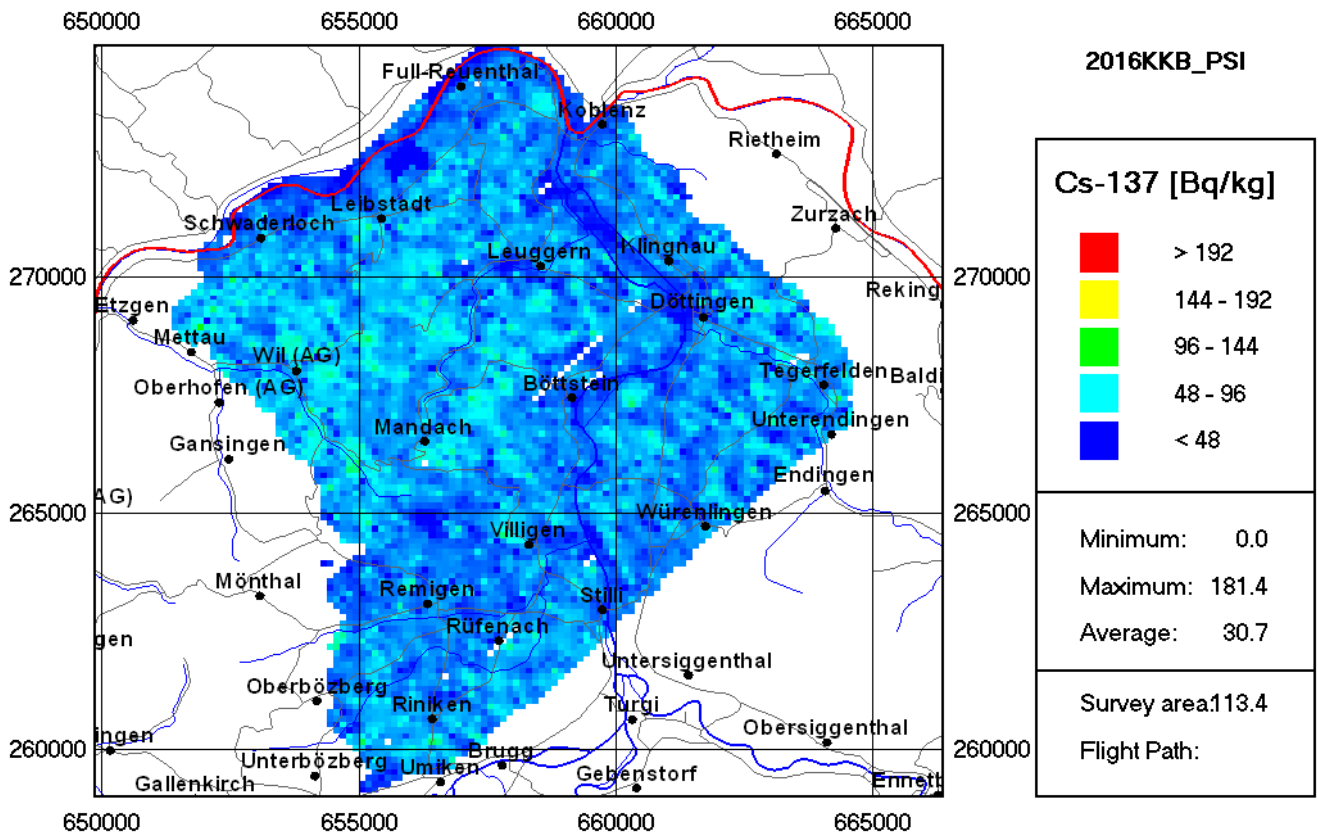 650000 655000 660000 665000
2016KKB_PSI
Full-Reuenthal
Koblenz
Rietheim
Cs-137 [Bq/kg]
Leibstadt
Zurzach
Schwaderloch
Klingnau
Leuggern
> 192
270000 270000
Reking
Etzgen
Döttingen
144 - 192
Mettau
Wil (AG)
96 - 144
Oberhofen (AG)
Böttstein
Tegerfelden
Baldi
48 - 96
Mandach
Unterendingen
Gansingen
< 48
Endingen
AG)
265000 265000
Würenlingen
Villigen
Minimum: 0.0
Mönthal
Remigen
Stilli
Maximum: 181.4
Rüfenach
gen
Average: 30.7
Untersiggenthal
Oberbözberg
Riniken
Turgi
Survey area:113.4
Obersiggenthal
ingen
260000 260000
Flight Path:
Brugg
Unterbözberg
Umiken
Gebenstorf
Gallenkirch
Ennetb
650000 655000 660000 665000